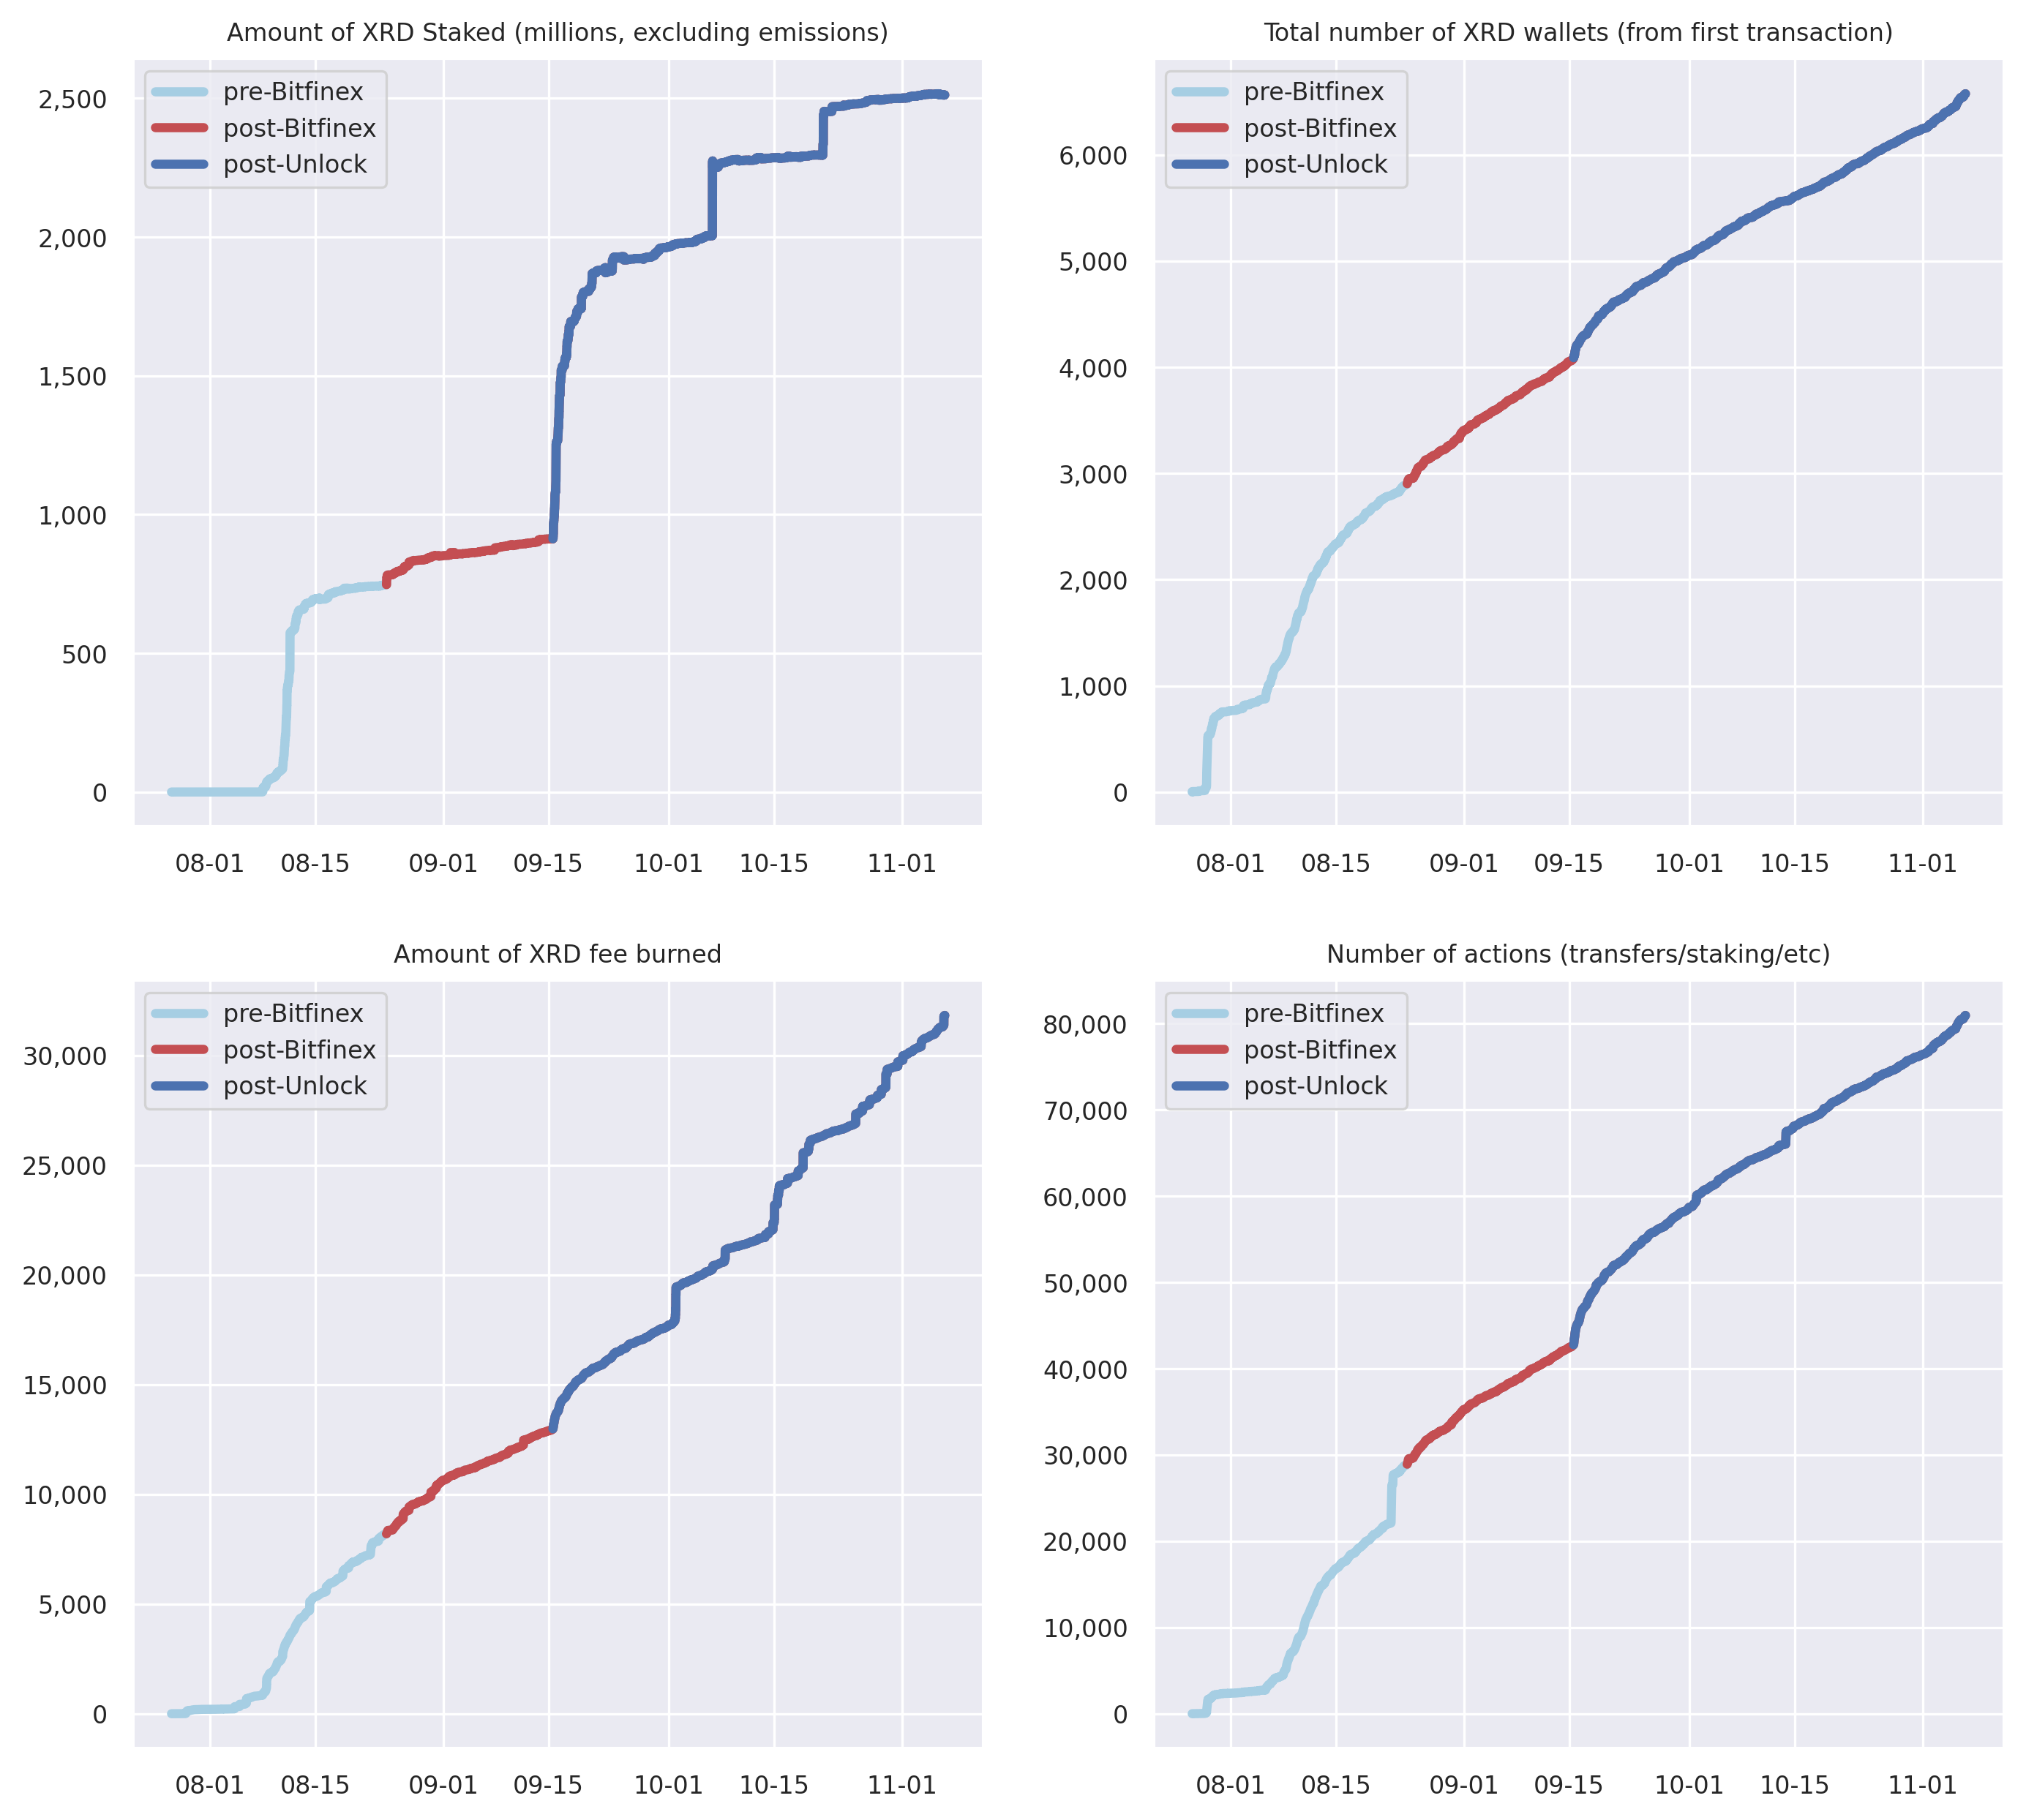 Amount of XRD Staked (millions, excluding emissions)
pre-Bitfinex
post-Bitfinex
post-Unlock
2,500
2,000
1,500
1,000
500
0
08-01 08-15 09-01 09-15 10-01 10-15 11-01
Total number of XRD wallets (from first transaction)
pre-Bitfinex
post-Bitfinex
post-Unlock
6,000
5,000
4,000
3,000
2,000
1,000
0
08-01 08-15 09-01 09-15 10-01 10-15 11-01
Amount of XRD fee burned
pre-Bitfinex
post-Bitfinex
post-Unlock
30,000
25,000
20,000
15,000
10,000
5,000
0
08-01 08-15 09-01 09-15 10-01 10-15 11-01
Number of actions (transfers/staking/etc)
pre-Bitfinex
post-Bitfinex
post-Unlock
80,000
70,000
60,000
50,000
40,000
30,000
20,000
10,000
0
08-01 08-15 09-01 09-15 10-01 10-15 11-01